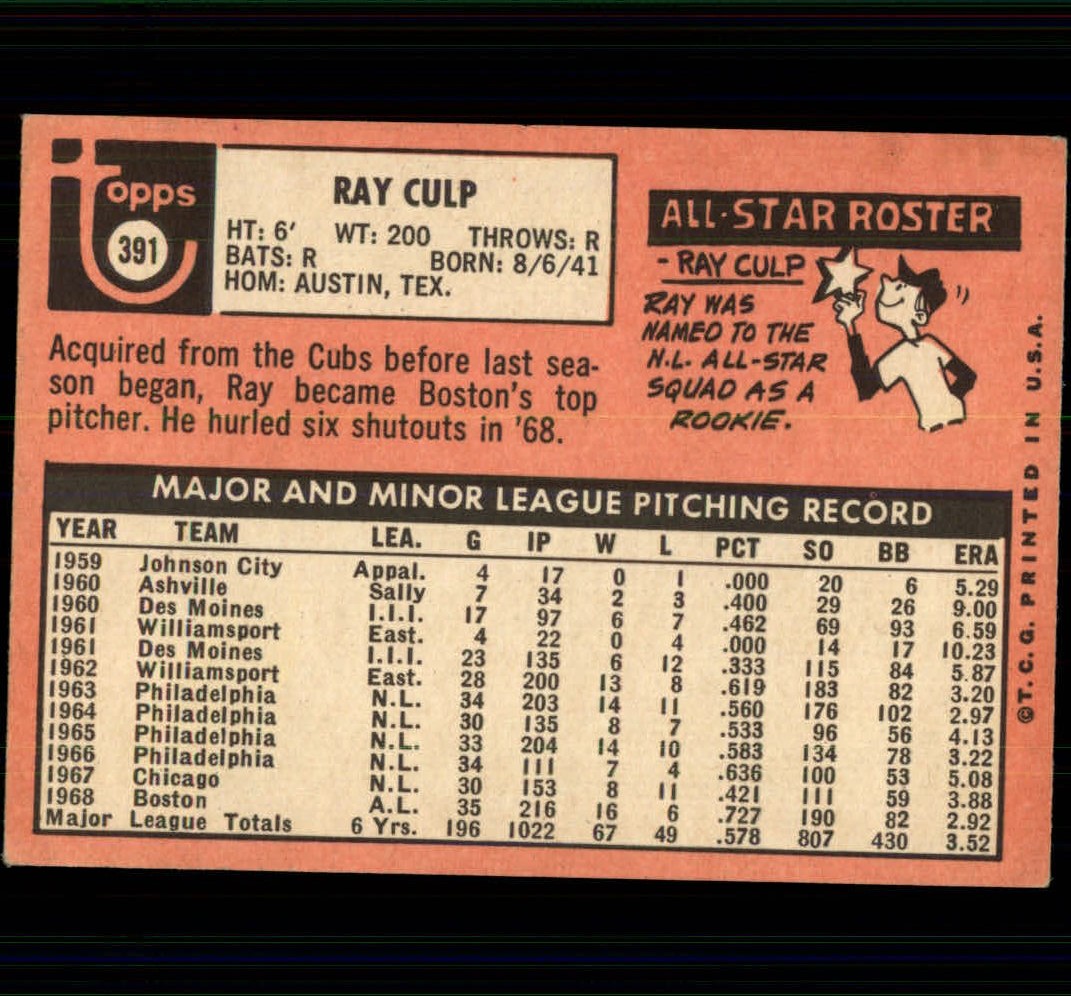 Topps
391
RAY CULP
HT: 6' WT: 200 THROWS: R
BATS: R BORN: 8/6/41
HOM: AUSTIN, TEX.
Acquired from the Cubs before last sea-
son began, Ray became Boston's top
pitcher. He hurled six shutouts in '68.
ALL-STAR ROSTER
- RAY CULP
RAY WAS
NAMED TO THE
N.L. ALL-STAR
SQUAD AS A
ROOKIE.
MAJOR AND MINOR LEAGUE PITCHING RECORD
YEAR TEAM LEA. G IP W L PCT SO BB ERA
1959 Johnson City Appal. 4 17 0 1 .000 20 6 5.29
1960 Ashville Sally 7 34 2 3 .400 29 26 9.00
1960 Des Moines I.I.I. 17 97 6 7 .462 69 93 6.59
1961 Williamsport East. 4 22 0 4 .000 14 17 10.23
1961 Des Moines I.I.I. 23 135 6 12 .333 115 84 5.87
1962 Williamsport East. 28 200 13 8 .619 183 82 3.20
1963 Philadelphia N.L. 34 203 14 11 .560 176 102 2.97
1964 Philadelphia N.L. 30 135 8 7 .533 96 56 4.13
1965 Philadelphia N.L. 33 204 14 10 .583 134 78 3.22
1966 Philadelphia N.L. 34 111 7 4 .636 100 53 5.08
1967 Chicago N.L. 30 153 8 11 .421 111 59 3.88
1968 Boston A.L. 35 216 16 6 .727 190 82 2.92
Major League Totals 6 Yrs. 196 1022 67 49 .578 807 430 3.52
©T. C. G. PRINTED IN U.S.A.